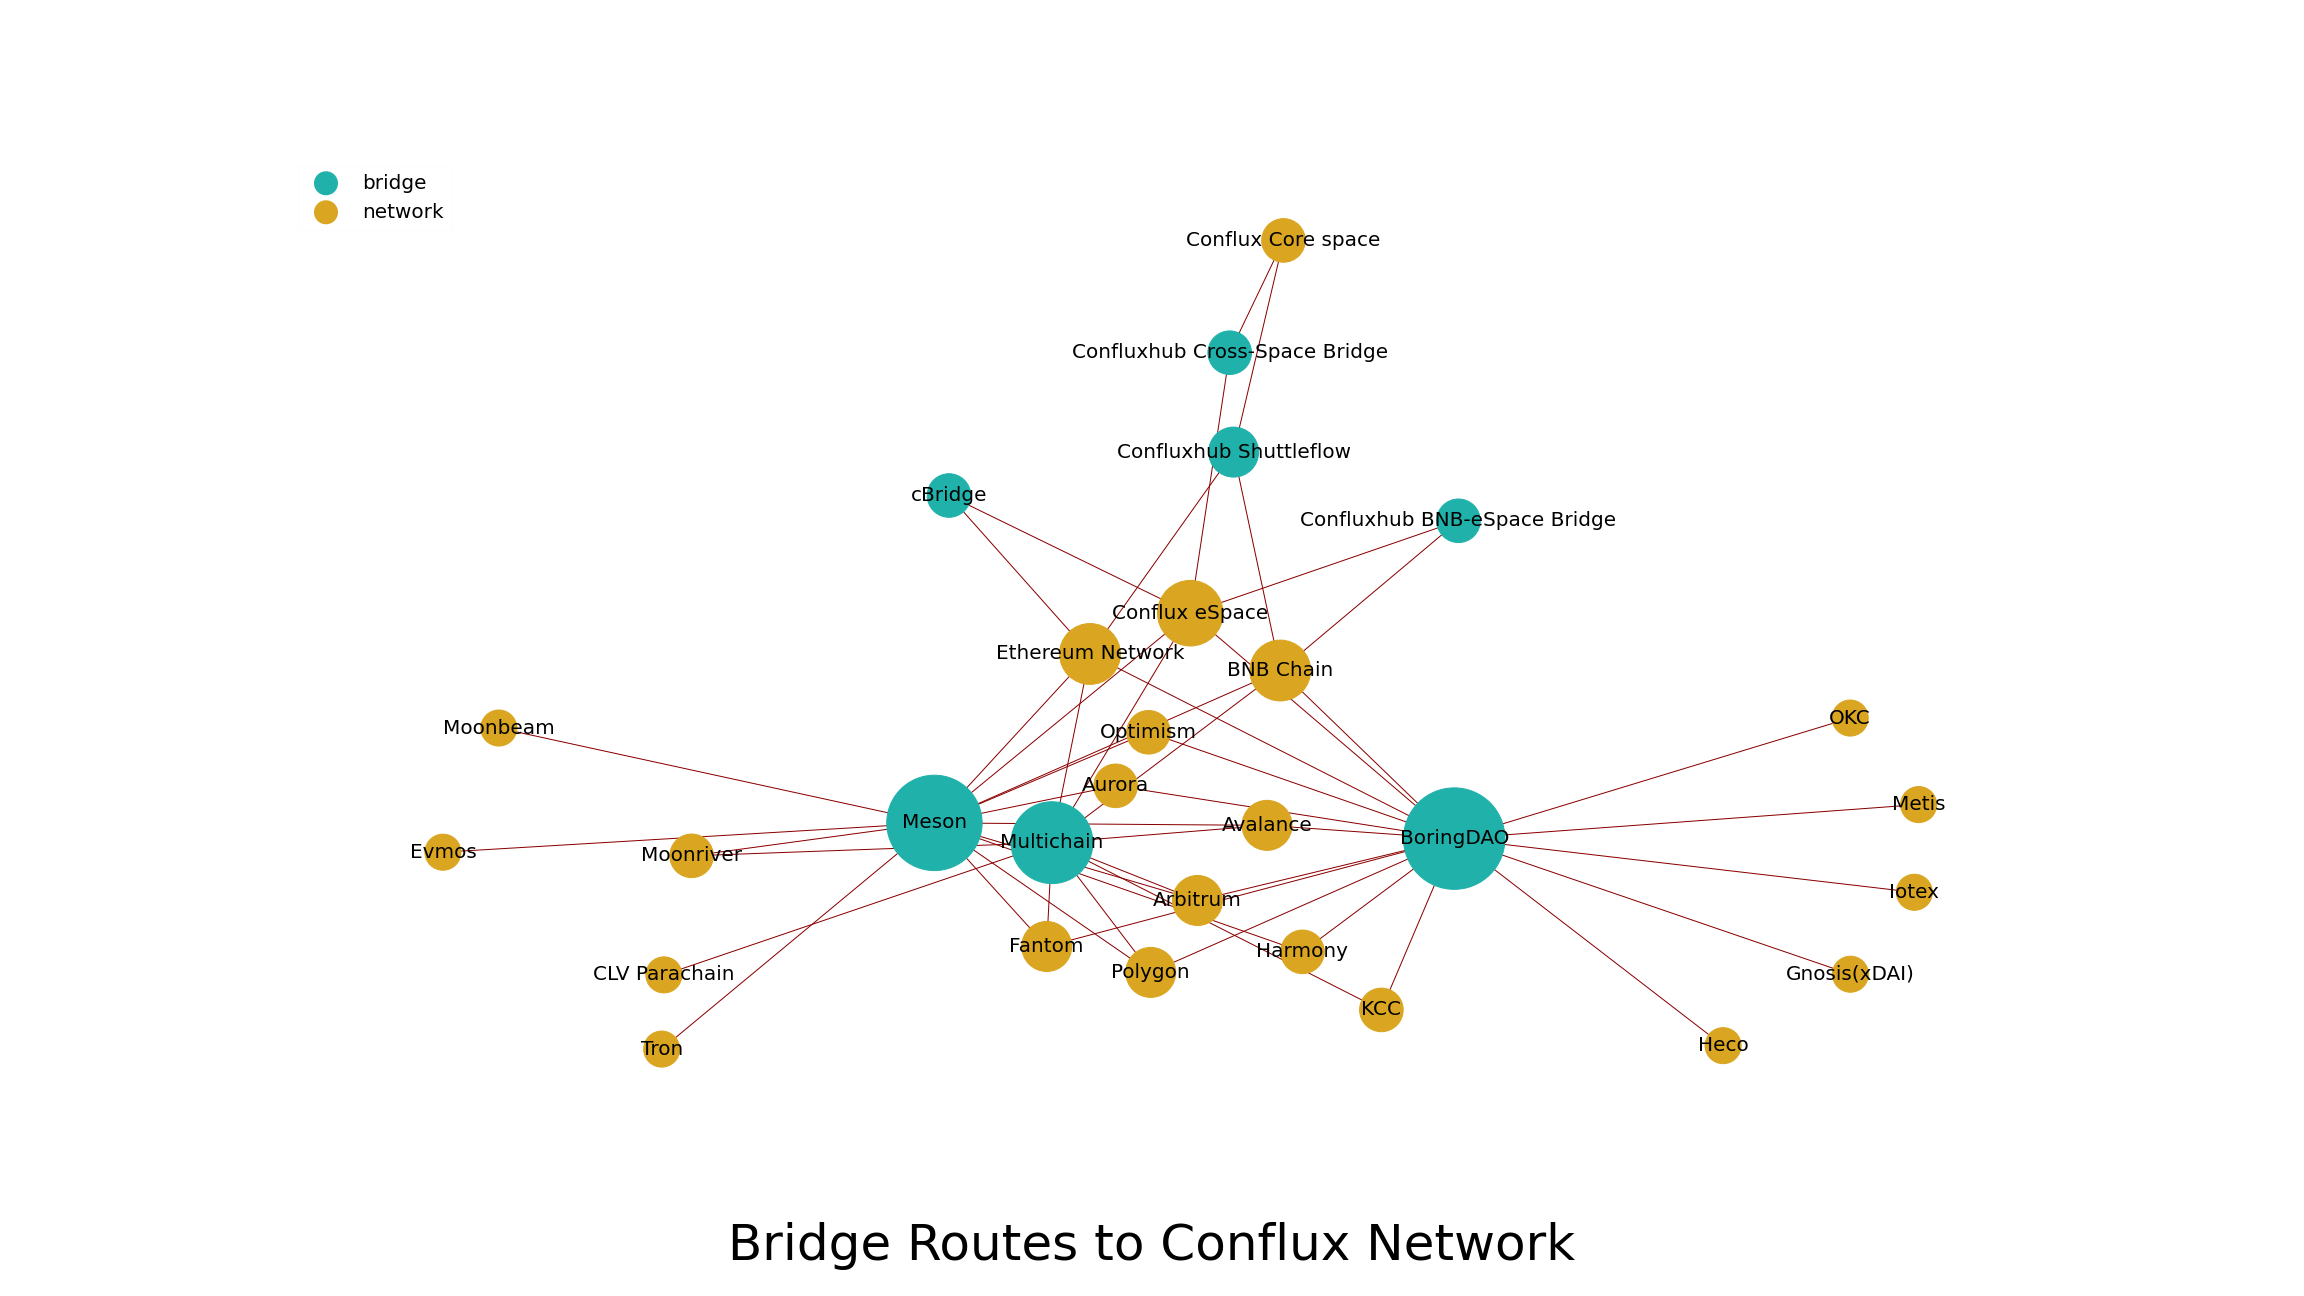 bridge
network
Conflux Core space
Confluxhub Cross-Space Bridge
Confluxhub Shuttleflow
cBridge
Confluxhub BNB-eSpace Bridge
Conflux eSpace
Ethereum Network
BNB Chain
Moonbeam
Optimism
OKC
Aurora
Metis
Meson
Multichain
Avalance
BoringDAO
Evmos
Moonriver
Arbitrum
Iotex
Fantom
Harmony
CLV Parachain
Polygon
Gnosis(xDAI)
KCC
Tron
Heco
Bridge Routes to Conflux Network